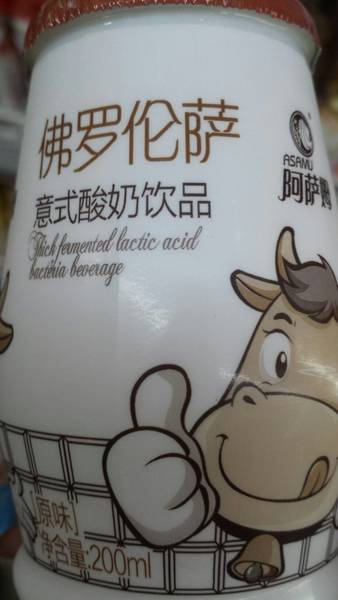 佛罗伦萨
意式酸奶饮品
Thick fermented lactic acid
bacteria beverage
ASAMU
阿萨姆
[原味]
净含量:200ml